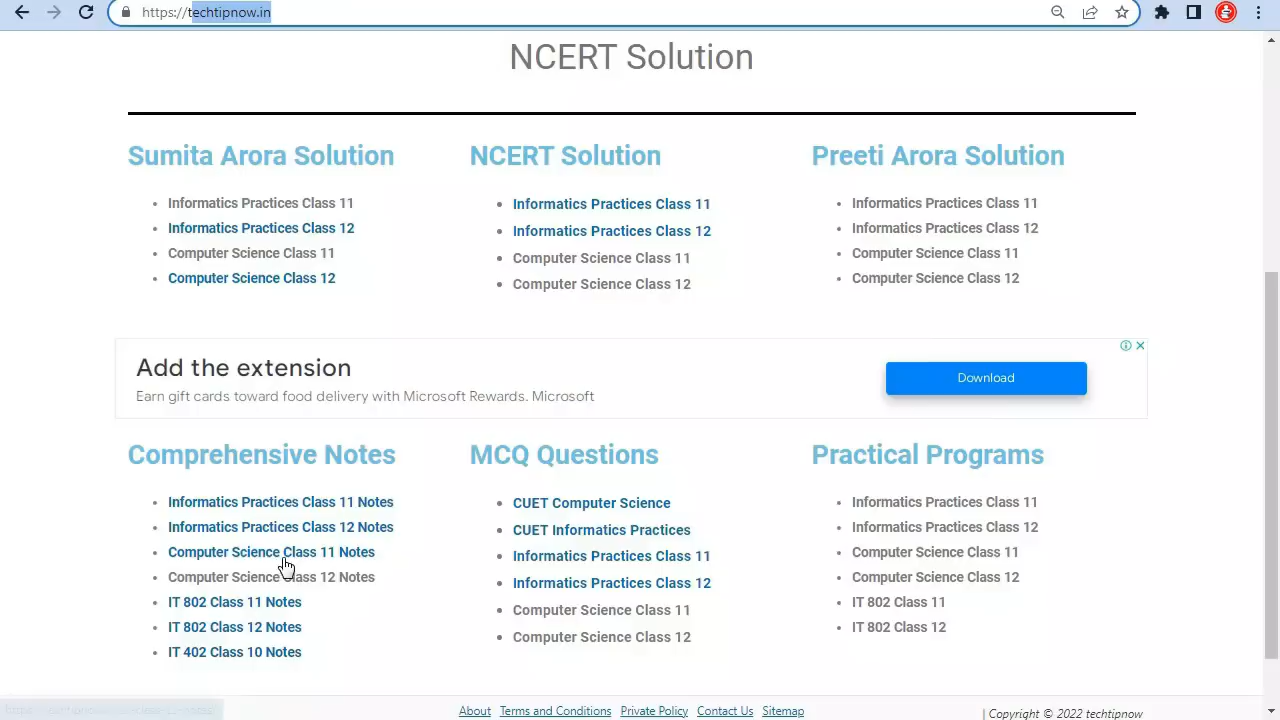 https://techtipnow.in
NCERT Solution
Sumita Arora Solution
Informatics Practices Class 11
Informatics Practices Class 12
Computer Science Class 11
Computer Science Class 12
NCERT Solution
Informatics Practices Class 11
Informatics Practices Class 12
Computer Science Class 11
Computer Science Class 12
Preeti Arora Solution
Informatics Practices Class 11
Informatics Practices Class 12
Computer Science Class 11
Computer Science Class 12
Add the extension
Earn gift cards toward food delivery with Microsoft Rewards. Microsoft
Download
Comprehensive Notes
Informatics Practices Class 11 Notes
Informatics Practices Class 12 Notes
Computer Science Class 11 Notes
Computer Science Class 12 Notes
IT 802 Class 11 Notes
IT 802 Class 12 Notes
IT 402 Class 10 Notes
MCQ Questions
CUET Computer Science
CUET Informatics Practices
Informatics Practices Class 11
Informatics Practices Class 12
Computer Science Class 11
Computer Science Class 12
Practical Programs
Informatics Practices Class 11
Informatics Practices Class 12
Computer Science Class 11
Computer Science Class 12
IT 802 Class 11
IT 802 Class 12
About Terms and Conditions Privacy Policy Contact Us Sitemap
| Copyright © 2022 techtipnow